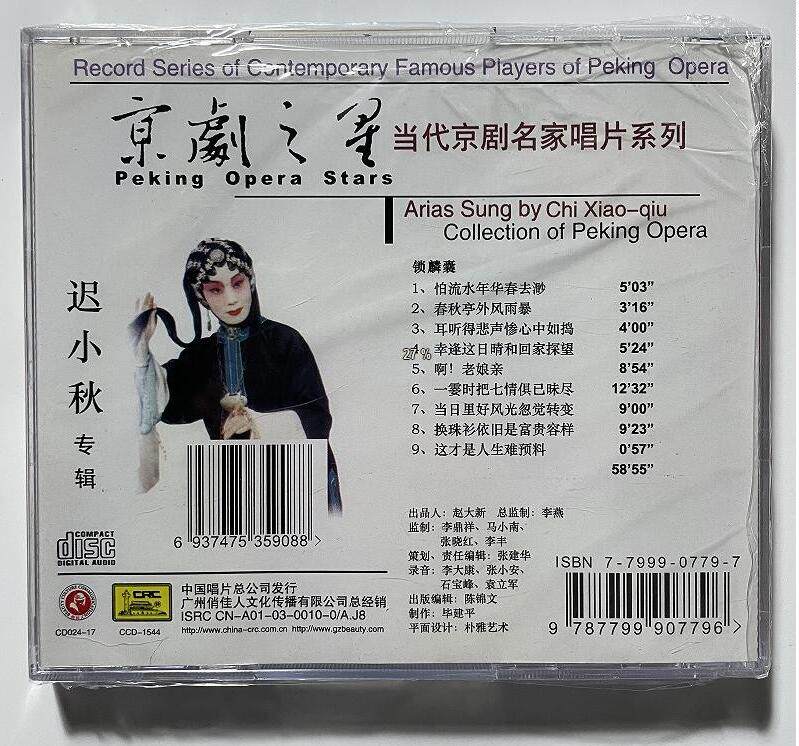 Record Series of Contemporary Famous Players of Peking Opera
京劇之星 当代京剧名家唱片系列
Peking Opera Stars
Arias Sung by Chi Xiao-qiu
Collection of Peking Opera
迟小秋专辑
锁麟囊
1、怕流水年华春去渺 5'03"
2、春秋亭外风雨暴 3'16"
3、耳听得悲声惨心中如捣 4'00"
4、幸逢这日晴和回家探望 5'24"
27%
5、啊！老娘亲 8'54"
6、一霎时把七情俱已昧尽 12'32"
7、当日里好风光忽觉转变 9'00"
8、换珠衫依旧是富贵容样 9'23"
9、这才是人生难预料 0'57"
58'55"
出品人：赵大新 总监制：李燕
监制：李鼎祥、马小南、
张晓红、李丰
策划、责任编辑：张建华
录音：李大康、张小安、
石宝峰、袁立军
出版编辑：陈锦文
制作：毕建平
平面设计：朴雅艺术
6 937475 359088 >
COMPACT
disc
DIGITAL AUDIO
CRC
CD024-17
CCD-1544
中国唱片总公司发行
广州俏佳人文化传播有限公司总经销
ISRC CN-A01-03-0010-0/A.J8
http://www.china-crc.com.cn http://www.gzbeauty.com
ISBN 7-7999-0779-7
9 787799 907796 >